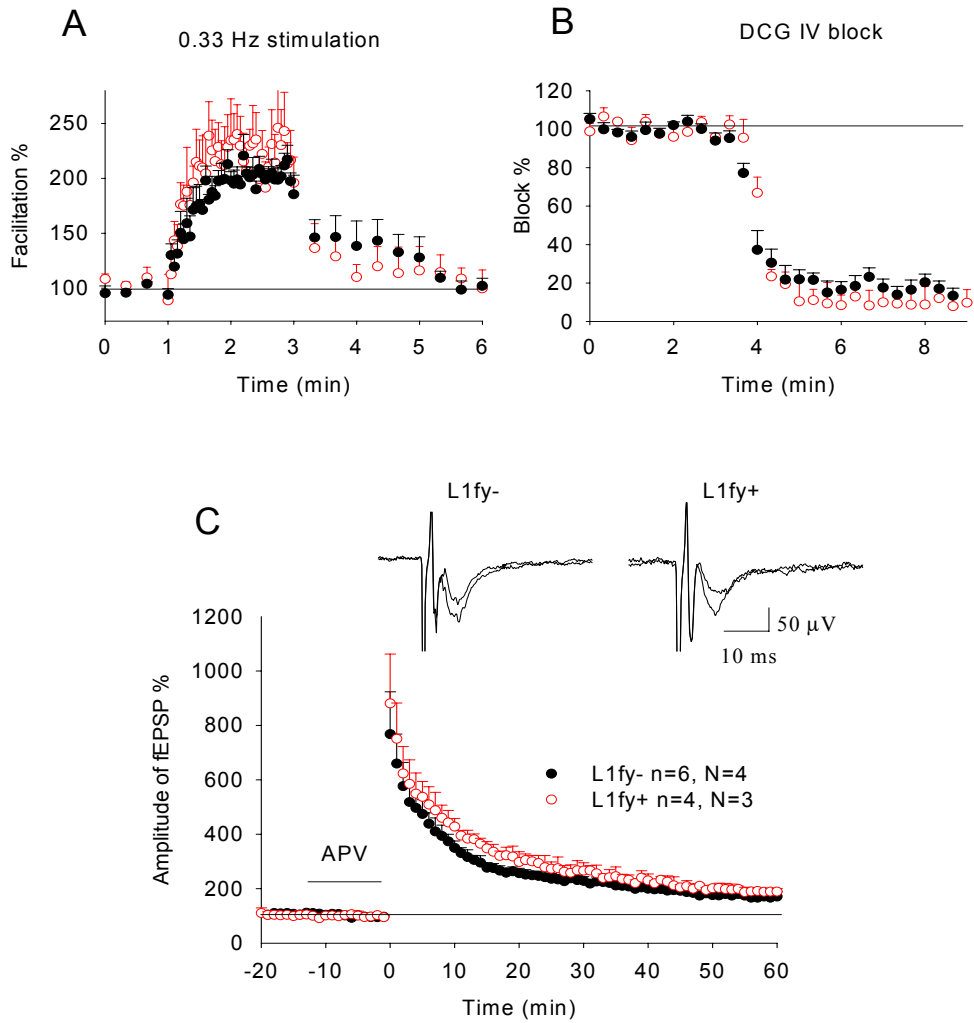 A
0.33 Hz stimulation
Facilitation %
250
200
150
100
0 1 2 3 4 5 6
Time (min)
B
DCG IV block
Block %
120
100
80
60
40
20
0
0 2 4 6 8
Time (min)
C
L1fy- L1fy+
50 μV
10 ms
Amplitude of fEPSP %
1200
1000
800
600
400
200
0
APV
L1fy- n=6, N=4
L1fy+ n=4, N=3
-20 -10 0 10 20 30 40 50 60
Time (min)